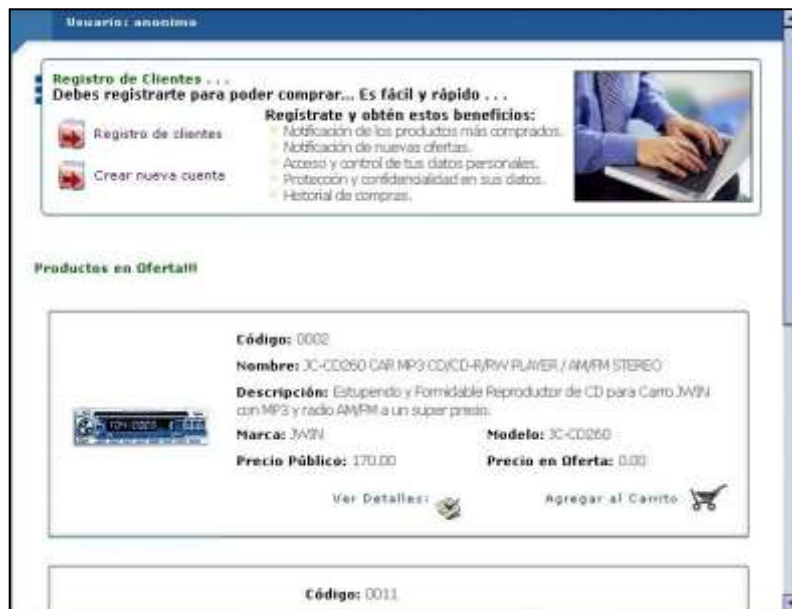 Usuario: anonimo
Registro de Clientes . . .
Debes registrarte para poder comprar... Es fácil y rápido . . .
Registrate y obtén estos beneficios:
Registro de clientes
Notificación de los productos más comprados.
Notificación de nuevas ofertas.
Acceso y control de tus datos personales.
Crear nueva cuenta
Protección y confidencialidad en sus datos.
Historial de compras.
Productos en Oferta!!!
Código: 0002
Nombre: JC-CD260 CAR MP3 CD/CD-R/RW PLAYER / AM/FM STEREO
Descripción: Estupendo y Formidable Reproductor de CD para Carro JWIN
con MP3 y radio AM/FM a un super precio.
Marca: JWIN Modelo: JC-CD260
Precio Público: 170.00 Precio en Oferta: 0.00
Ver Detalles: Agregar al Carrito
Código: 0011